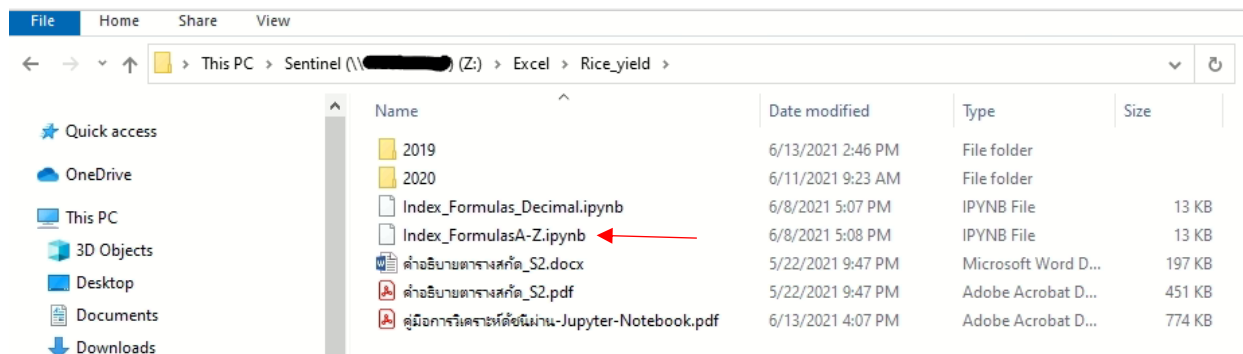 File Home Share View
This PC > Sentinel (\\ ) (Z:) > Excel > Rice_yield >
Name Date modified Type Size
Quick access
2019 6/13/2021 2:46 PM File folder
OneDrive
2020 6/11/2021 9:23 AM File folder
This PC
Index_Formulas_Decimal.ipynb 6/8/2021 5:07 PM IPYNB File 13 KB
3D Objects
Index_FormulasA-Z.ipynb 6/8/2021 5:08 PM IPYNB File 13 KB
Desktop
คำอธิบายตารางสกัด_S2.docx 5/22/2021 9:47 PM Microsoft Word D... 197 KB
Documents
คำอธิบายตารางสกัด_S2.pdf 5/22/2021 9:47 PM Adobe Acrobat D... 451 KB
Downloads
คู่มือการวิเคราะห์ดัชนีผ่าน-Jupyter-Notebook.pdf 6/13/2021 4:07 PM Adobe Acrobat D... 774 KB